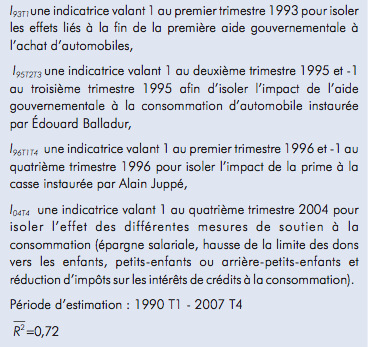 I93T1 une indicatrice valant 1 au premier trimestre 1993 pour isoler
les effets liés à la fin de la première aide gouvernementale à
l'achat d'automobiles,
I95T2T3 une indicatrice valant 1 au deuxième trimestre 1995 et -1
au troisième trimestre 1995 afin d'isoler l'impact de l'aide
gouvernementale à la consommation d'automobile instaurée
par Édouard Balladur,
I96T1T4 une indicatrice valant 1 au premier trimestre 1996 et -1 au
quatrième trimestre 1996 pour isoler l'impact de la prime à la
casse instaurée par Alain Juppé,
I04T4 une indicatrice valant 1 au quatrième trimestre 2004 pour
isoler l'effet des différentes mesures de soutien à la
consommation (épargne salariale, hausse de la limite des dons
vers les enfants, petits-enfants ou arrière-petits-enfants et
réduction d'impôts sur les intérêts de crédits à la consommation).
Période d'estimation : 1990 T1 - 2007 T4
R²=0,72